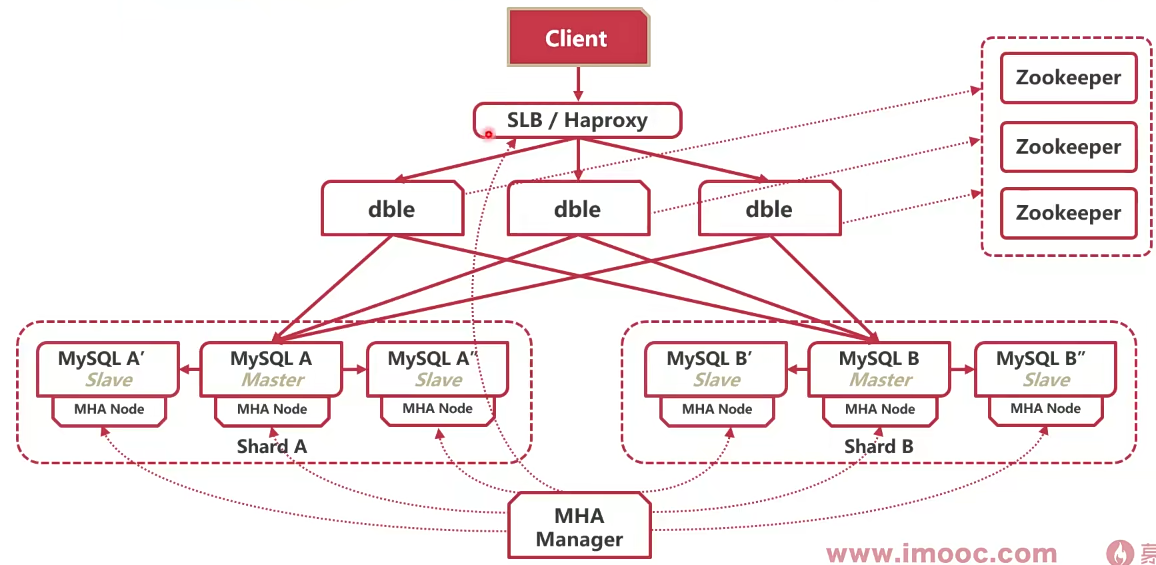 Client
SLB / Haproxy
Zookeeper
Zookeeper
Zookeeper
dble
dble
dble
MySQL A′
Slave
MHA Node
MySQL A
Master
MHA Node
MySQL A″
Slave
MHA Node
Shard A
MySQL B′
Slave
MHA Node
MySQL B
Master
MHA Node
MySQL B″
Slave
MHA Node
Shard B
MHA
Manager
www.imooc.com